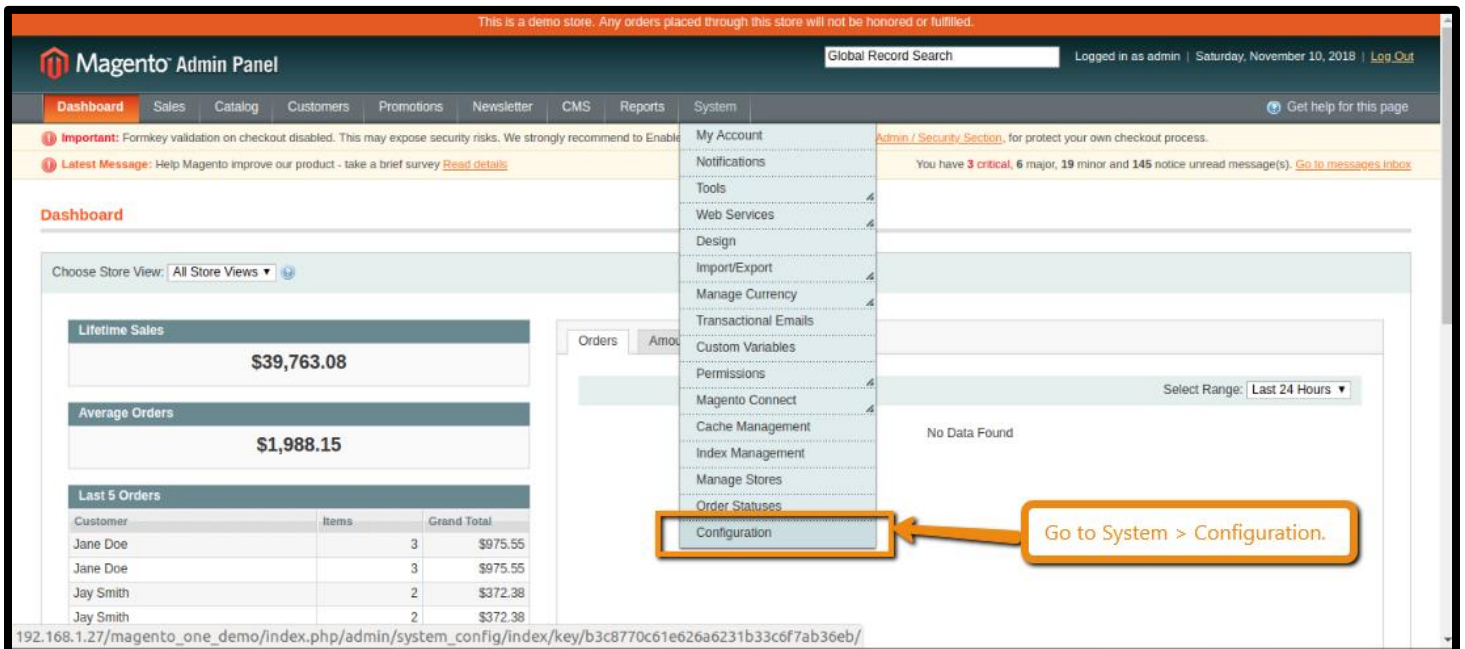 This is a demo store. Any orders placed through this store will not be honored or fulfilled.
Magento Admin Panel
Global Record Search
Logged in as admin | Saturday, November 10, 2018 | Log Out
Dashboard Sales Catalog Customers Promotions Newsletter CMS Reports System
Get help for this page
Important: Formkey validation on checkout disabled. This may expose security risks. We strongly recommend to Enable
Admin / Security Section, for protect your own checkout process.
Latest Message: Help Magento improve our product - take a brief survey Read details
You have 3 critical, 6 major, 19 minor and 145 notice unread message(s). Go to messages inbox
My Account
Notifications
Tools
Web Services
Design
Import/Export
Manage Currency
Transactional Emails
Custom Variables
Permissions
Magento Connect
Cache Management
Index Management
Manage Stores
Order Statuses
Configuration
Go to System > Configuration.
Dashboard
Choose Store View: All Store Views
Lifetime Sales
$39,763.08
Average Orders
$1,988.15
Last 5 Orders
Customer Items Grand Total
Jane Doe 3 $975.55
Jane Doe 3 $975.55
Jay Smith 2 $372.38
Jay Smith 2 $372.38
Orders
Select Range: Last 24 Hours
No Data Found
192.168.1.27/magento_one_demo/index.php/admin/system_config/index/key/b3c8770c61e626a6231b33c6f7ab36eb/